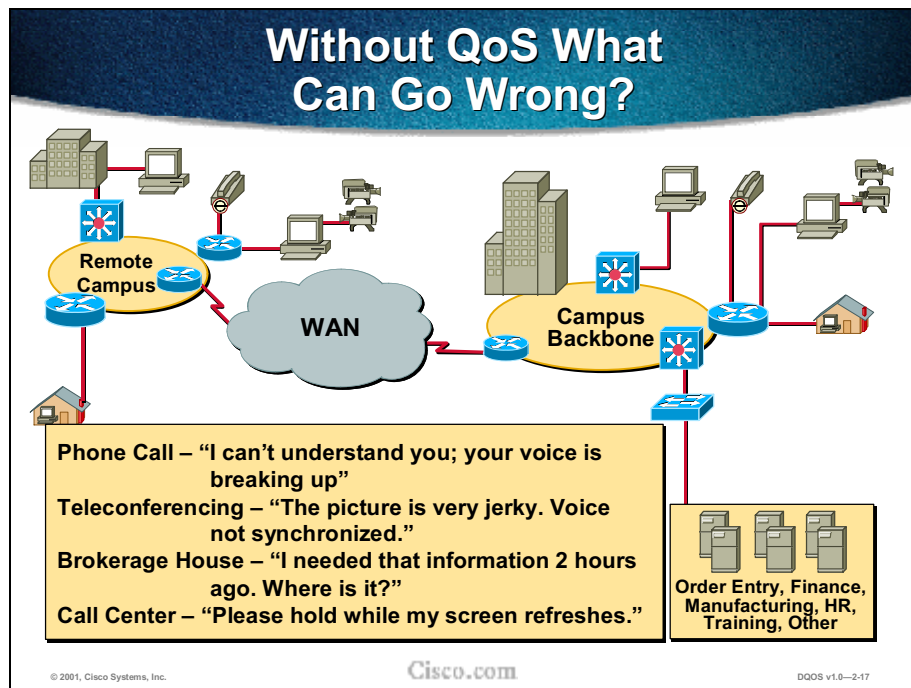 Without QoS What
Can Go Wrong?
Remote
Campus
WAN
Campus
Backbone
Phone Call – “I can’t understand you; your voice is
breaking up”
Teleconferencing – “The picture is very jerky. Voice
not synchronized.”
Brokerage House – “I needed that information 2 hours
ago. Where is it?”
Call Center – “Please hold while my screen refreshes.”
Order Entry, Finance,
Manufacturing, HR,
Training, Other
© 2001, Cisco Systems, Inc.
Cisco.com
DQOS v1.0—2-17